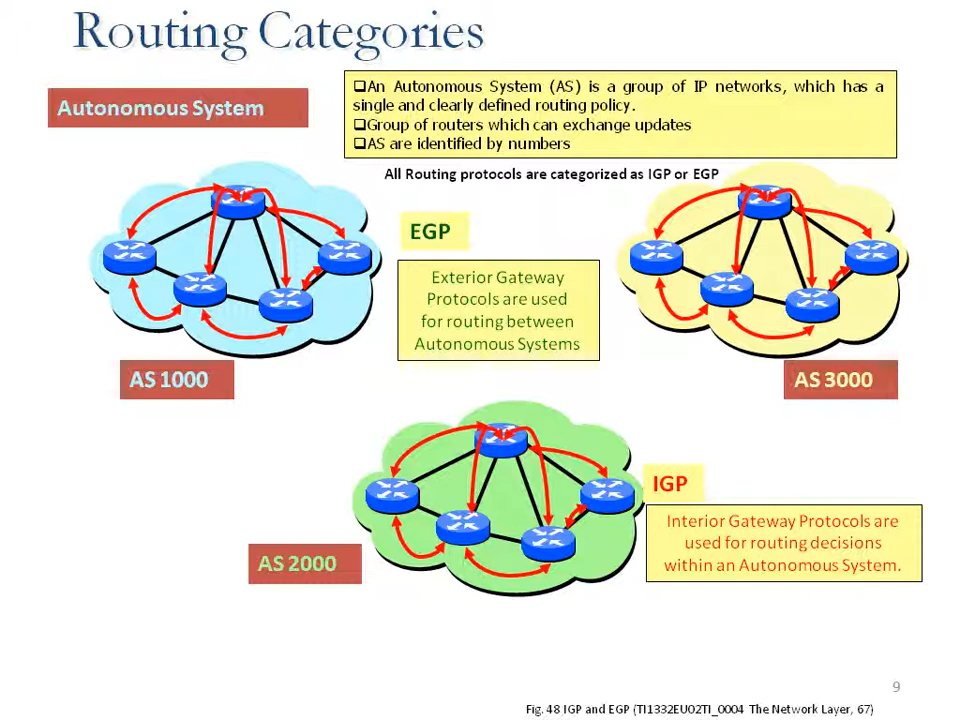 Routing Categories
Autonomous System
❑An Autonomous System (AS) is a group of IP networks, which has a
single and clearly defined routing policy.
❑Group of routers which can exchange updates
❑AS are identified by numbers
All Routing protocols are categorized as IGP or EGP
EGP
Exterior Gateway
Protocols are used
for routing between
Autonomous Systems
AS 1000
AS 3000
IGP
Interior Gateway Protocols are
used for routing decisions
within an Autonomous System.
AS 2000
9
Fig. 48 IGP and EGP (TI1332EU02TI_0004 The Network Layer, 67)